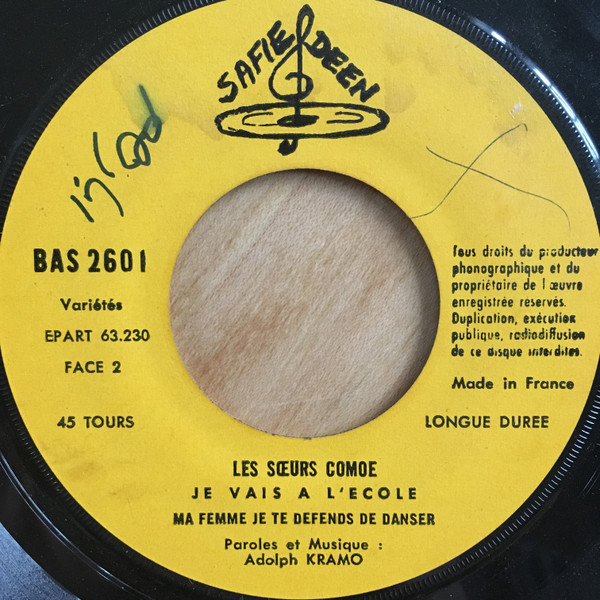 SAFIE DEEN
BAS 2601
Variétés
EPART 63.230
FACE 2
45 TOURS
Tous droits du producteur
phonographique et du
propriétaire de l'œuvre
enregistrée réservés.
Duplication, exécution
publique, radiodiffusion
de ce disque interdites.
Made in France
LONGUE DUREE
LES SŒURS COMOE
JE VAIS A L'ECOLE
MA FEMME JE TE DEFENDS DE DANSER
Paroles et Musique :
Adolph KRAMO